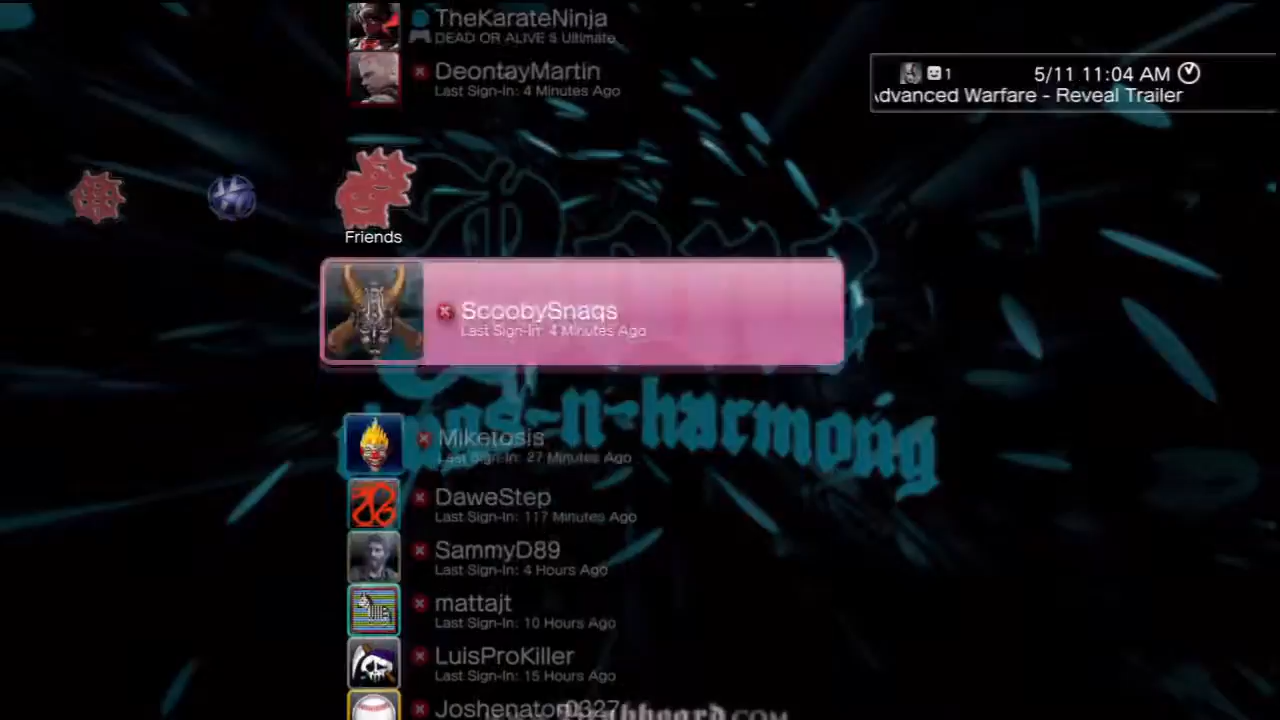 TheKarateNinja
DEAD OR ALIVE 5 Ultimate
DeontayMartin
Last Sign-In: 4 Minutes Ago
1
5/11 11:04 AM
dvanced Warfare - Reveal Trailer
Friends
ScoobySnaqs
Last Sign-In: 4 Minutes Ago
-n-harmony
Miketosis
Last Sign-In: 27 Minutes Ago
DaweStep
Last Sign-In: 117 Minutes Ago
SammyD89
Last Sign-In: 4 Hours Ago
mattajt
Last Sign-In: 10 Hours Ago
LuisProKiller
Last Sign-In: 15 Hours Ago
Joshenator0327